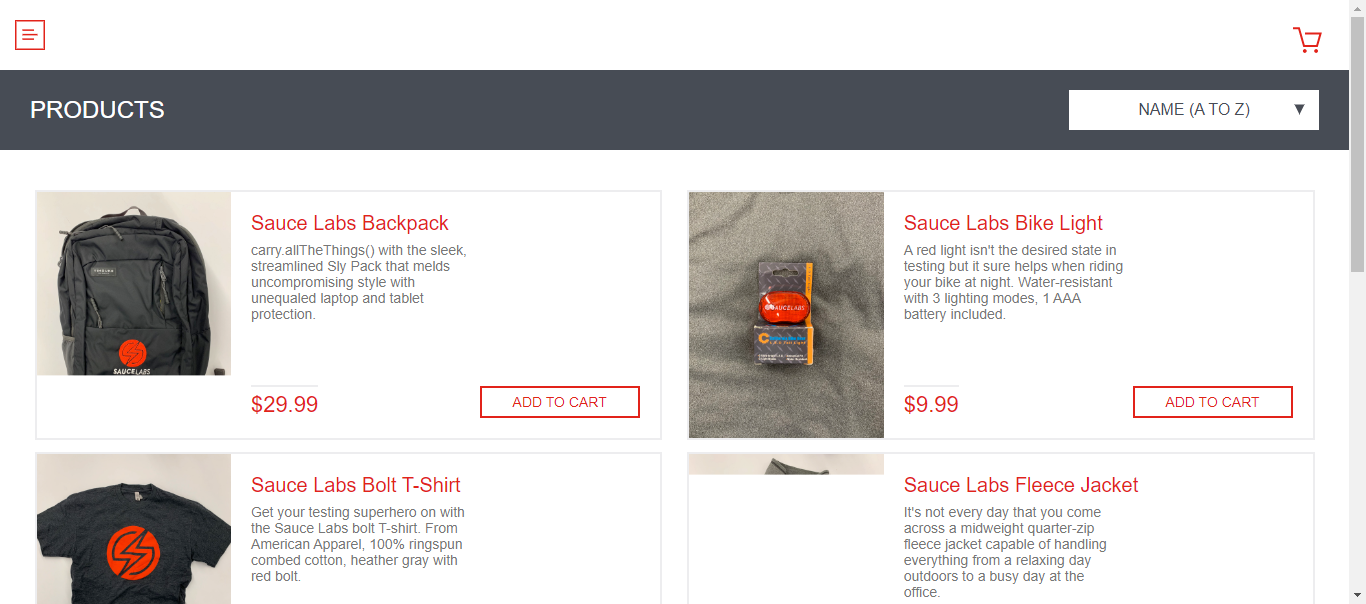 PRODUCTS
NAME (A TO Z) ▼
Sauce Labs Backpack
carry.allTheThings() with the sleek,
streamlined Sly Pack that melds
uncompromising style with
unequaled laptop and tablet
protection.
$29.99
ADD TO CART
SAUCELABS
Sauce Labs Bike Light
A red light isn't the desired state in
testing but it sure helps when riding
your bike at night. Water-resistant
with 3 lighting modes, 1 AAA
battery included.
$9.99
ADD TO CART
SAUCELABS
Sauce Labs Bolt T-Shirt
Get your testing superhero on with
the Sauce Labs bolt T-shirt. From
American Apparel, 100% ringspun
combed cotton, heather gray with
red bolt.
Sauce Labs Fleece Jacket
It's not every day that you come
across a midweight quarter-zip
fleece jacket capable of handling
everything from a relaxing day
outdoors to a busy day at the
office.